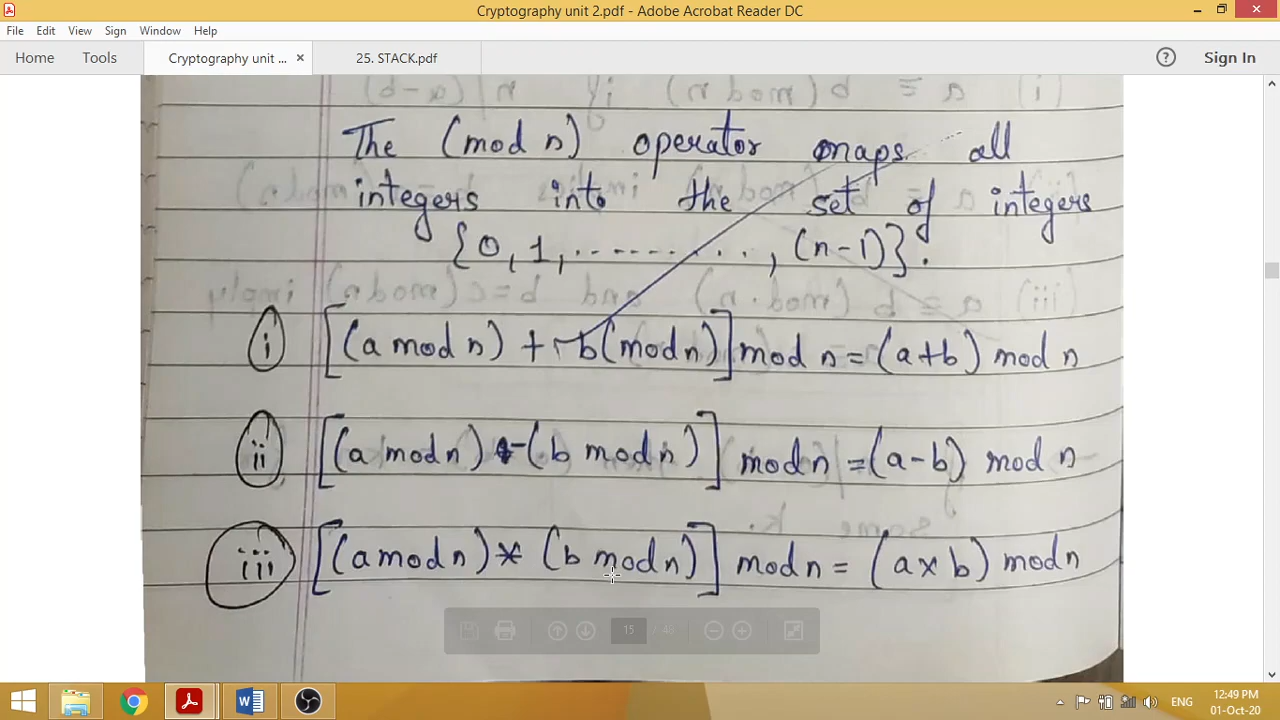 Cryptography unit 2.pdf - Adobe Acrobat Reader DC
File Edit View Sign Window Help
Home Tools Cryptography unit ... × 25. STACK.pdf ? Sign In
The (mod n) operator maps all
integers into the set of integers
{0, 1, ..........., (n-1)}.
i [(a mod n) + b(mod n)] mod n = (a+b) mod n
ii [(a mod n) - (b mod n)] mod n = (a-b) mod n
iii [(a mod n) * (b mod n)] mod n = (a x b) mod n
15 / 48
ENG 12:49 PM
01-Oct-20